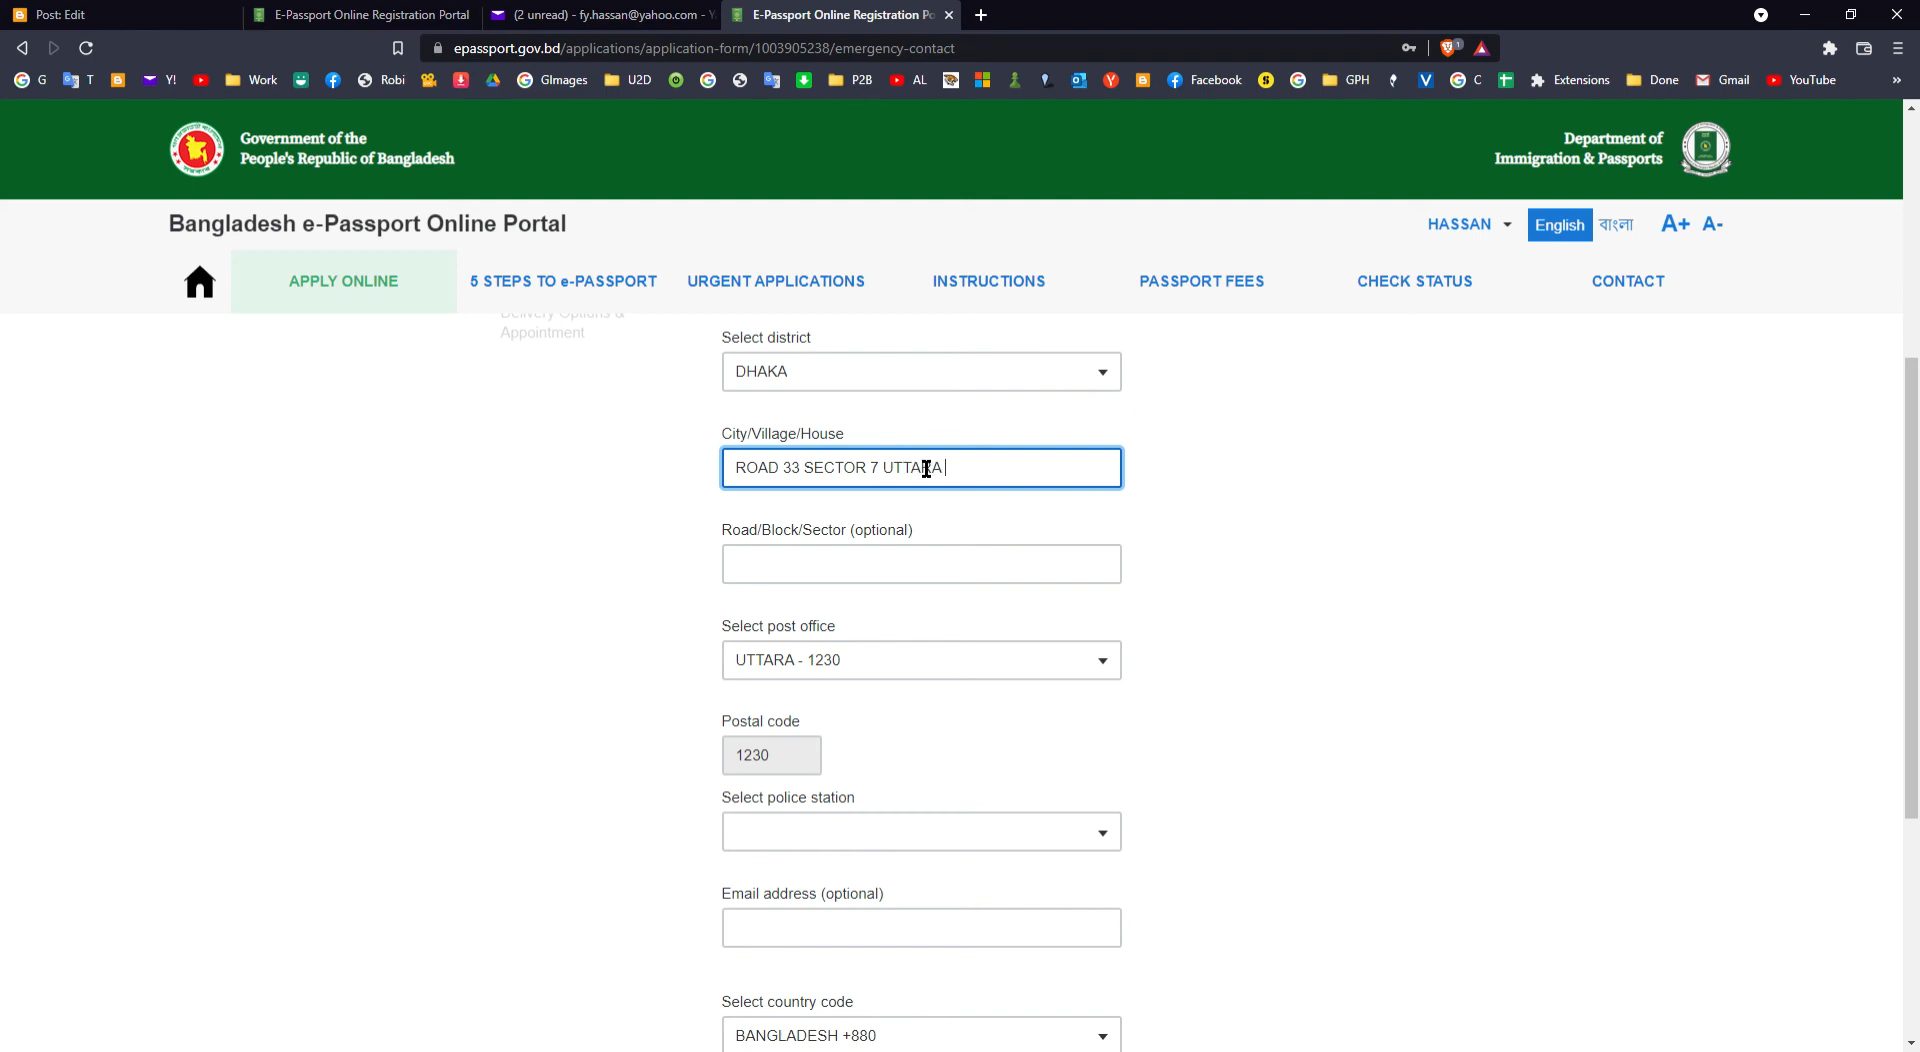 Post: Edit
E-Passport Online Registration Portal
(2 unread) - fy.hassan@yahoo.com - Y
E-Passport Online Registration Po
epassport.gov.bd/applications/application-form/1003905238/emergency-contact
G T Y! Work Robi GImages U2D P2B AL Facebook GPH C Extensions Done Gmail YouTube »
Government of the
People's Republic of Bangladesh
Department of
Immigration & Passports
Bangladesh e-Passport Online Portal
HASSAN English বাংলা A+ A-
APPLY ONLINE 5 STEPS TO e-PASSPORT URGENT APPLICATIONS INSTRUCTIONS PASSPORT FEES CHECK STATUS CONTACT
Delivery Options &
Appointment
Select district
DHAKA
City/Village/House
ROAD 33 SECTOR 7 UTTARA
Road/Block/Sector (optional)
Select post office
UTTARA - 1230
Postal code
1230
Select police station
Email address (optional)
Select country code
BANGLADESH +880